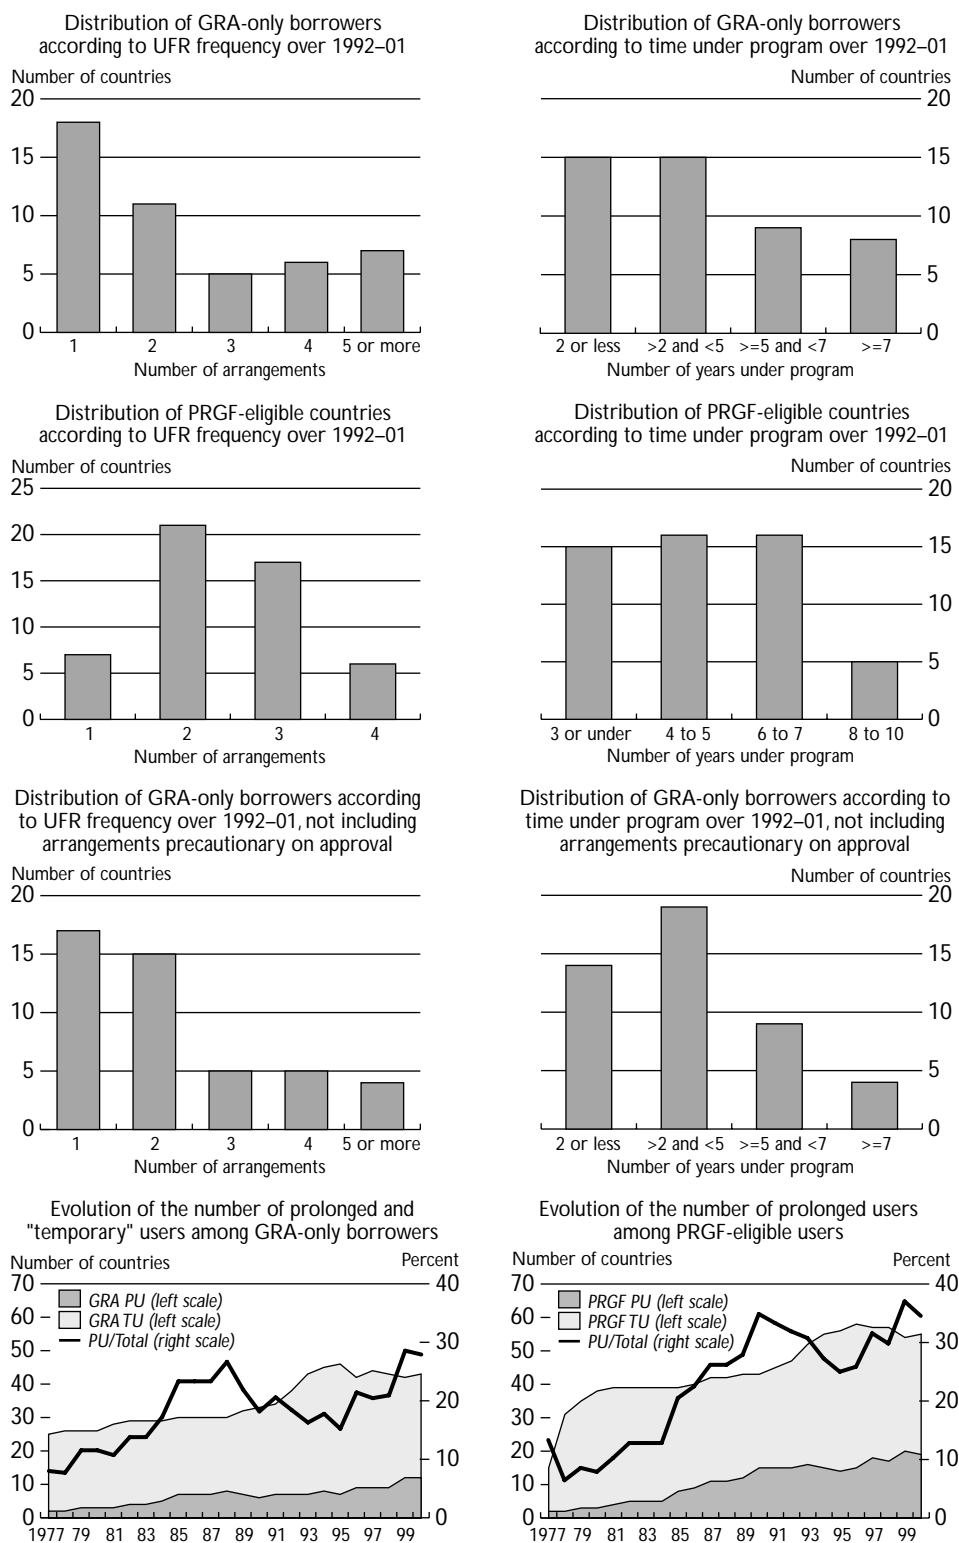 Distribution of GRA-only borrowers
according to UFR frequency over 1992–01
Number of countries
20
15
10
5
0
1 2 3 4 5 or more
Number of arrangements
Distribution of GRA-only borrowers
according to time under program over 1992–01
Number of countries
20
15
10
5
0
2 or less >2 and <5 >=5 and <7 >=7
Number of years under program
Distribution of PRGF-eligible countries
according to UFR frequency over 1992–01
Number of countries
25
20
15
10
5
0
1 2 3 4
Number of arrangements
Distribution of PRGF-eligible countries
according to time under program over 1992–01
Number of countries
20
15
10
5
0
3 or under 4 to 5 6 to 7 8 to 10
Number of years under program
Distribution of GRA-only borrowers according
to UFR frequency over 1992–01, not including
arrangements precautionary on approval
Number of countries
20
15
10
5
0
1 2 3 4 5 or more
Number of arrangements
Distribution of GRA-only borrowers according to
time under program over 1992–01, not including
arrangements precautionary on approval
Number of countries
20
15
10
5
0
2 or less >2 and <5 >=5 and <7 >=7
Number of years under program
Evolution of the number of prolonged and
"temporary" users among GRA-only borrowers
Number of countries Percent
70 40
GRA PU (left scale)
60
GRA TU (left scale)
PU/Total (right scale)
50 30
40
30 20
20
10 10
0 0
1977 79 81 83 85 87 89 91 93 95 97 99
Evolution of the number of prolonged users
among PRGF-eligible users
Number of countries Percent
70 40
PRGF PU (left scale)
60
PRGF TU (left scale)
PU/Total (right scale)
50 30
40
30 20
20
10 10
0 0
1977 79 81 83 85 87 89 91 93 95 97 99